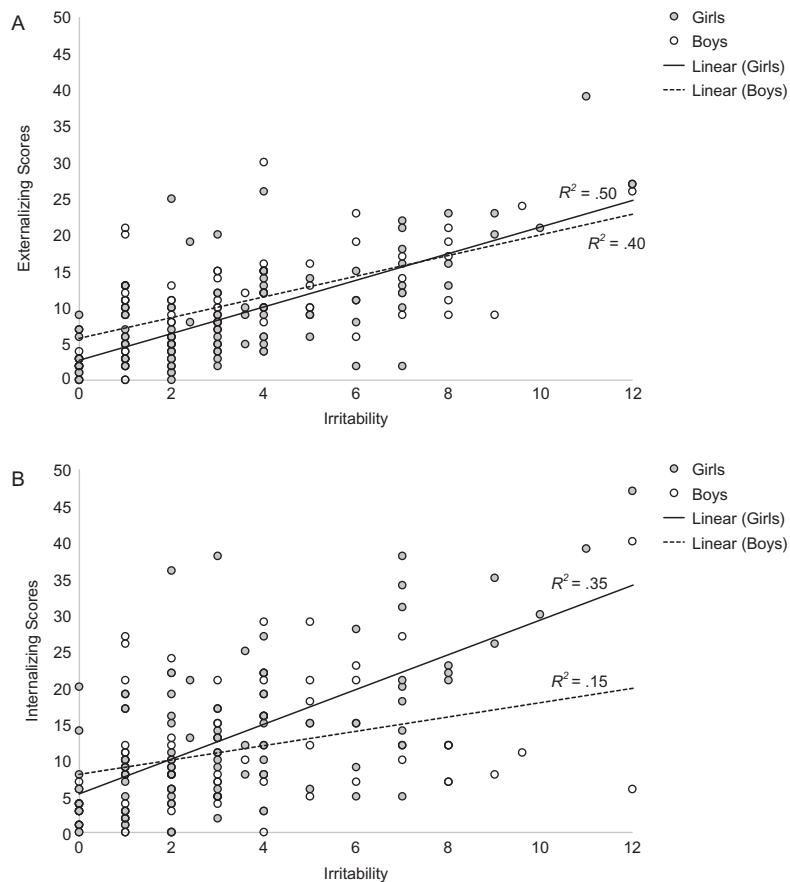 A
50
45
40
35
30
25
20
15
10
5
0
Externalizing Scores
0 2 4 6 8 10 12
Irritability
R² = .50
R² = .40
Girls
Boys
Linear (Girls)
Linear (Boys)
B
50
45
40
35
30
25
20
15
10
5
0
Internalizing Scores
0 2 4 6 8 10 12
Irritability
R² = .35
R² = .15
Girls
Boys
Linear (Girls)
Linear (Boys)